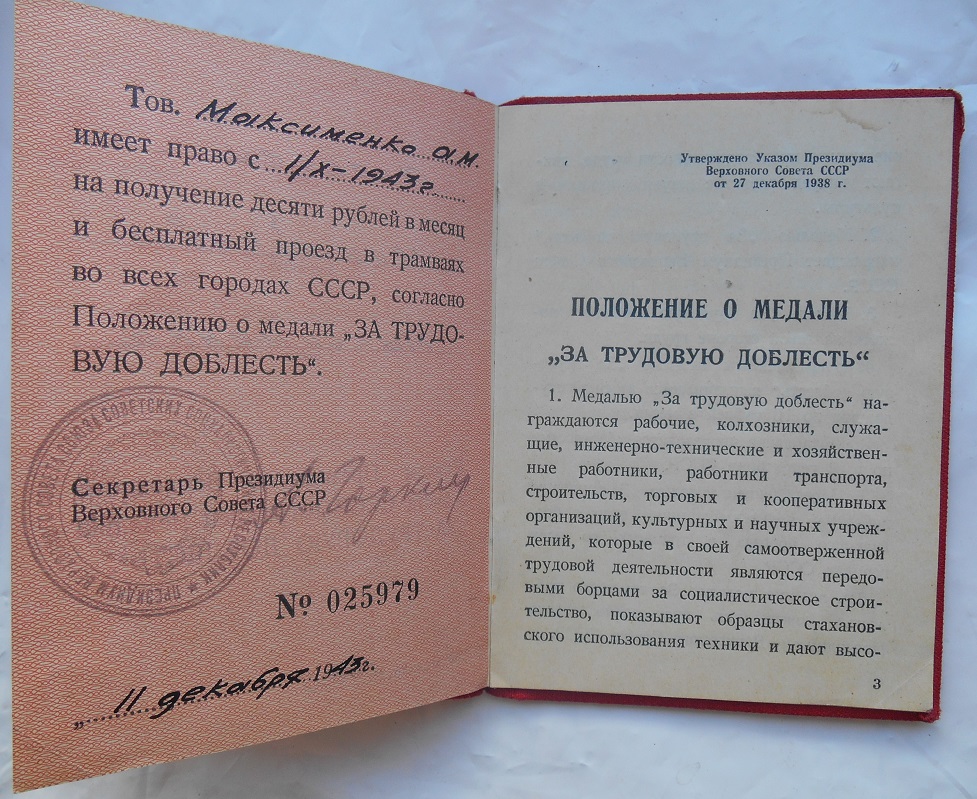 Тов. Максименко А.М.
имеет право с 1/X-1943 г.
на получение десяти рублей в месяц
и бесплатный проезд в трамваях
во всех городах СССР, согласно
Положению о медали „ЗА ТРУДО-
ВУЮ ДОБЛЕСТЬ“.
Секретарь Президиума
Верховного Совета СССР
А Горкин
№ 025979
„ 11 декабря 1943 г.
Утверждено Указом Президиума
Верховного Совета СССР
от 27 декабря 1938 г.
ПОЛОЖЕНИЕ О МЕДАЛИ
„ЗА ТРУДОВУЮ ДОБЛЕСТЬ“
1. Медалью „За трудовую доблесть“ на-
граждаются рабочие, колхозники, служа-
щие, инженерно-технические и хозяйствен-
ные работники, работники транспорта,
строительств, торговых и кооперативных
организаций, культурных и научных учреж-
дений, которые в своей самоотверженной
трудовой деятельности являются передо-
выми борцами за социалистическое строи-
тельство, показывают образцы стаханов-
ского использования техники и дают высо-
3